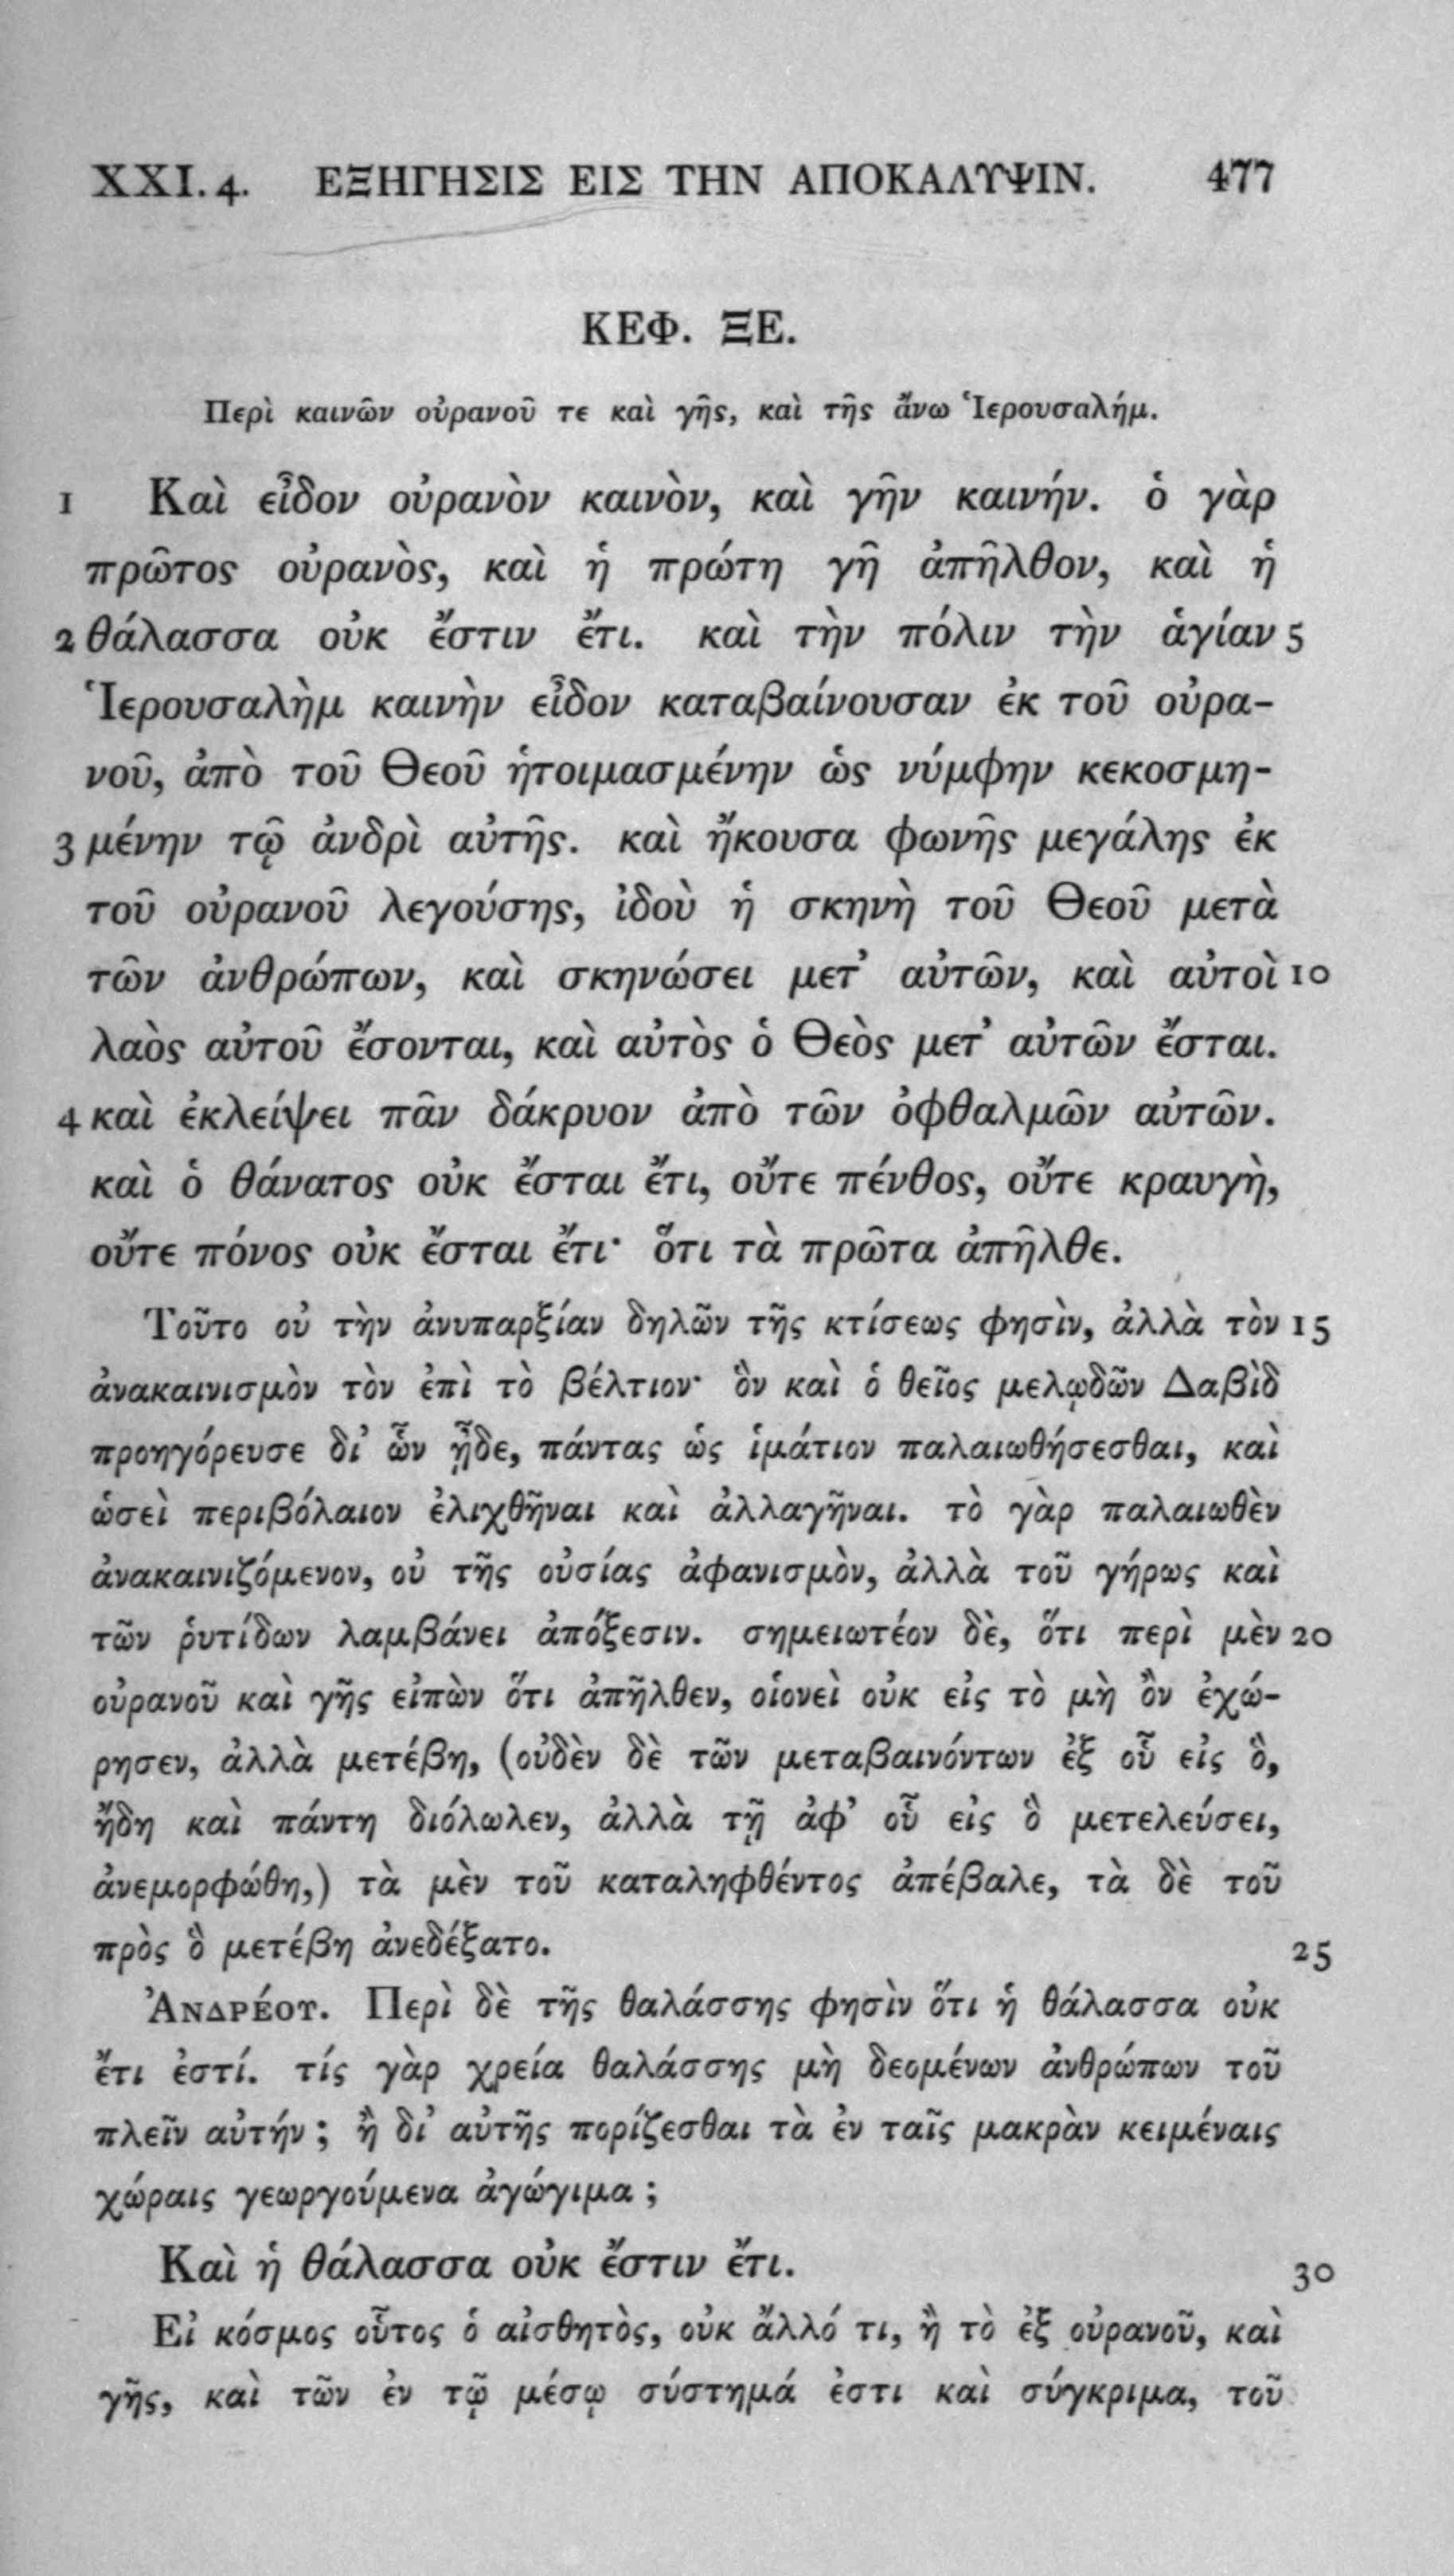 XXI. 4. ΕΞΗΓΗΣΙΣ ΕΙΣ ΤΗΝ ΑΠΟΚΑΛΥΨΙΝ. 477
ΚΕΦ. ΞΕ.
Περὶ καινῶν οὐρανοῦ τε καὶ γῆς, καὶ τῆς ἄνω Ἱερουσαλήμ.
1 Καὶ εἶδον οὐρανὸν καινὸν, καὶ γῆν καινήν. ὁ γὰρ
πρῶτος οὐρανὸς, καὶ ἡ πρώτη γῆ ἀπῆλθον, καὶ ἡ
2 θάλασσα οὐκ ἔστιν ἔτι. καὶ τὴν πόλιν τὴν ἁγίαν 5
Ἱερουσαλὴμ καινὴν εἶδον καταβαίνουσαν ἐκ τοῦ οὐρα-
νοῦ, ἀπὸ τοῦ Θεοῦ ἡτοιμασμένην ὡς νύμφην κεκοσμη-
3 μένην τῷ ἀνδρὶ αὐτῆς. καὶ ἤκουσα φωνῆς μεγάλης ἐκ
τοῦ οὐρανοῦ λεγούσης, ἰδοὺ ἡ σκηνὴ τοῦ Θεοῦ μετὰ
τῶν ἀνθρώπων, καὶ σκηνώσει μετ᾽ αὐτῶν, καὶ αὐτοὶ 10
λαὸς αὐτοῦ ἔσονται, καὶ αὐτὸς ὁ Θεὸς μετ᾽ αὐτῶν ἔσται.
4 καὶ ἐκλείψει πᾶν δάκρυον ἀπὸ τῶν ὀφθαλμῶν αὐτῶν.
καὶ ὁ θάνατος οὐκ ἔσται ἔτι, οὔτε πένθος, οὔτε κραυγὴ,
οὔτε πόνος οὐκ ἔσται ἔτι· ὅτι τὰ πρῶτα ἀπῆλθε.
Τοῦτο οὐ τὴν ἀνυπαρξίαν δηλῶν τῆς κτίσεως φησὶν, ἀλλὰ τὸν 15
ἀνακαινισμὸν τὸν ἐπὶ τὸ βέλτιον· ὃν καὶ ὁ θεῖος μελῳδῶν Δαβὶδ
προηγόρευσε δι᾽ ὧν ᾖδε, πάντας ὡς ἱμάτιον παλαιωθήσεσθαι, καὶ
ὡσεὶ περιβόλαιον ἑλιχθῆναι καὶ ἀλλαγῆναι. τὸ γὰρ παλαιωθὲν
ἀνακαινιζόμενον, οὐ τῆς οὐσίας ἀφανισμὸν, ἀλλὰ τοῦ γήρως καὶ
τῶν ῥυτίδων λαμβάνει ἀπόξεσιν. σημειωτέον δὲ, ὅτι περὶ μὲν 20
οὐρανοῦ καὶ γῆς εἰπὼν ὅτι ἀπῆλθεν, οἱονεὶ οὐκ εἰς τὸ μὴ ὂν ἐχώ-
ρησεν, ἀλλὰ μετέβη, (οὐδὲν δὲ τῶν μεταβαινόντων ἐξ οὗ εἰς ὃ,
ἤδη καὶ πάντη διόλωλεν, ἀλλὰ τῇ ἀφ᾽ οὗ εἰς ὃ μετελεύσει,
ἀνεμορφώθη,) τὰ μὲν τοῦ καταληφθέντος ἀπέβαλε, τὰ δὲ τοῦ
πρὸς ὃ μετέβη ἀνεδέξατο. 25
Ἀνδρέου. Περὶ δὲ τῆς θαλάσσης φησὶν ὅτι ἡ θάλασσα οὐκ
ἔτι ἐστί. τίς γὰρ χρεία θαλάσσης μὴ δεομένων ἀνθρώπων τοῦ
πλεῖν αὐτήν; ἢ δι᾽ αὐτῆς πορίζεσθαι τὰ ἐν ταῖς μακρὰν κειμέναις
χώραις γεωργούμενα ἀγώγιμα;
Καὶ ἡ θάλασσα οὐκ ἔστιν ἔτι. 30
Εἰ κόσμος οὗτος ὁ αἰσθητὸς, οὐκ ἄλλό τι, ἢ τὸ ἐξ οὐρανοῦ, καὶ
γῆς, καὶ τῶν ἐν τῷ μέσῳ σύστημά ἐστι καὶ σύγκριμα, τοῦ